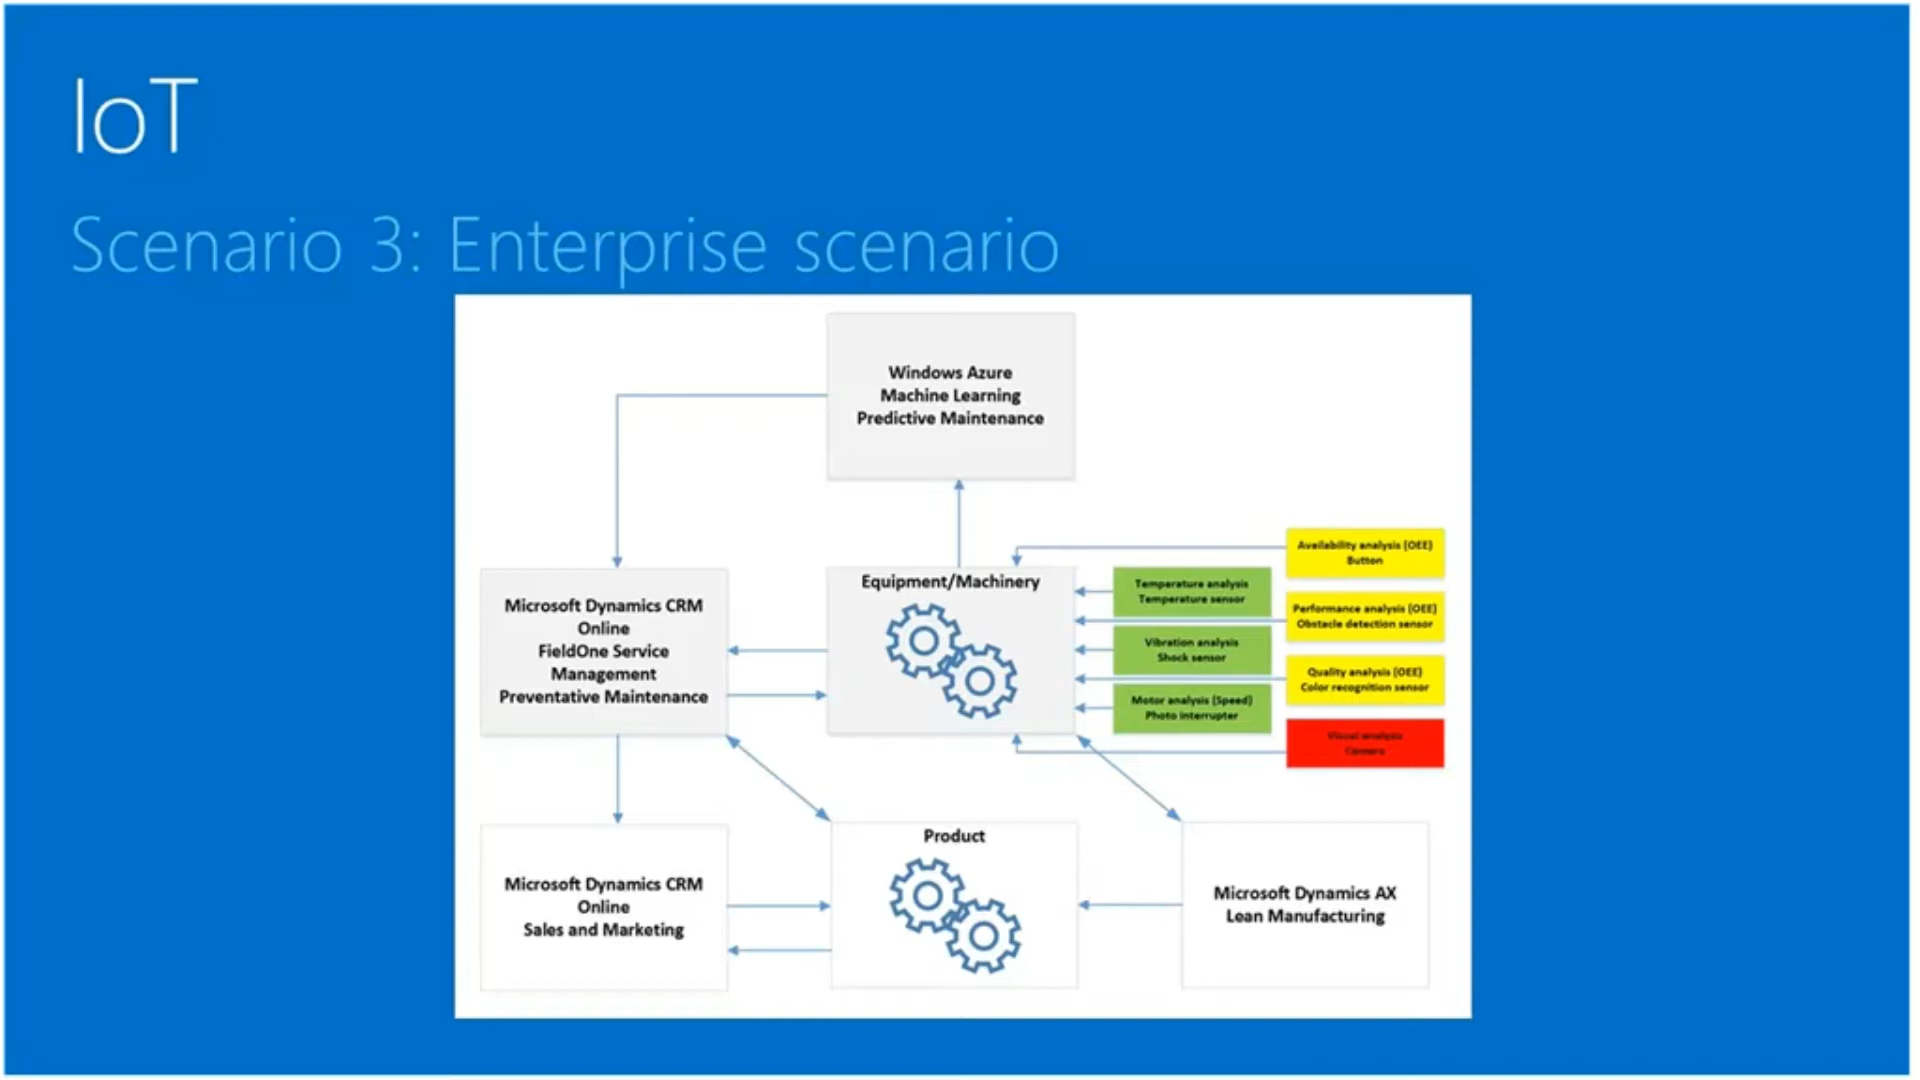 IoT
Scenario 3: Enterprise scenario
Windows Azure
Machine Learning
Predictive Maintenance
Availability analysis (OEE)
Button
Equipment/Machinery
Temperature analysis
Temperature sensor
Performance analysis (OEE)
Obstacle detection sensor
Microsoft Dynamics CRM
Online
FieldOne Service
Management
Preventative Maintenance
Vibration analysis
Shock sensor
Quality analysis (OEE)
Color recognition sensor
Motor analysis (Speed)
Photo interrupter
Visual analysis
Camera
Product
Microsoft Dynamics CRM
Online
Sales and Marketing
Microsoft Dynamics AX
Lean Manufacturing